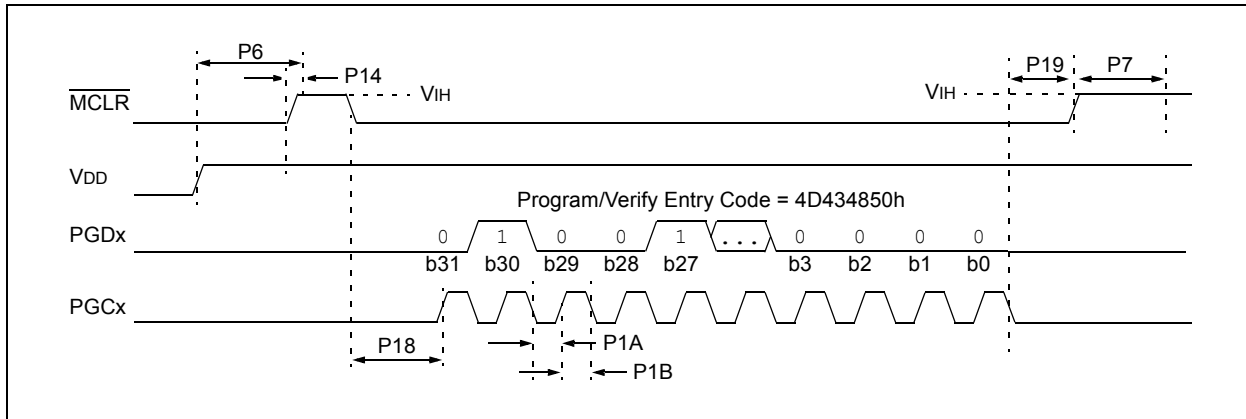 P6
P14
P19
P7
MCLR
VIH
VIH
VDD
Program/Verify Entry Code = 4D434850h
PGDx
0 1 0 0 1 ... 0 0 0 0
b31 b30 b29 b28 b27 b3 b2 b1 b0
PGCx
P18
P1A
P1B